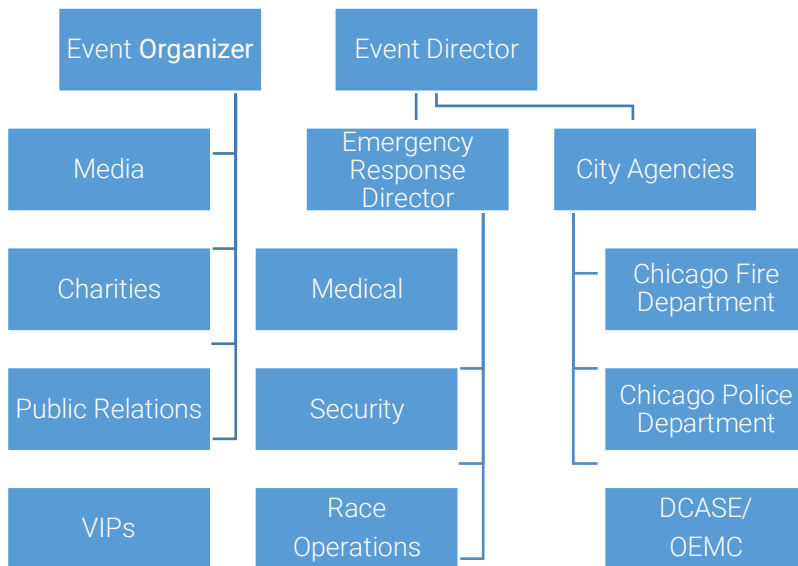 Event Organizer
Event Director
Media
Emergency
Response
Director
City Agencies
Charities
Medical
Chicago Fire
Department
Public Relations
Security
Chicago Police
Department
VIPs
Race
Operations
DCASE/
OEMC